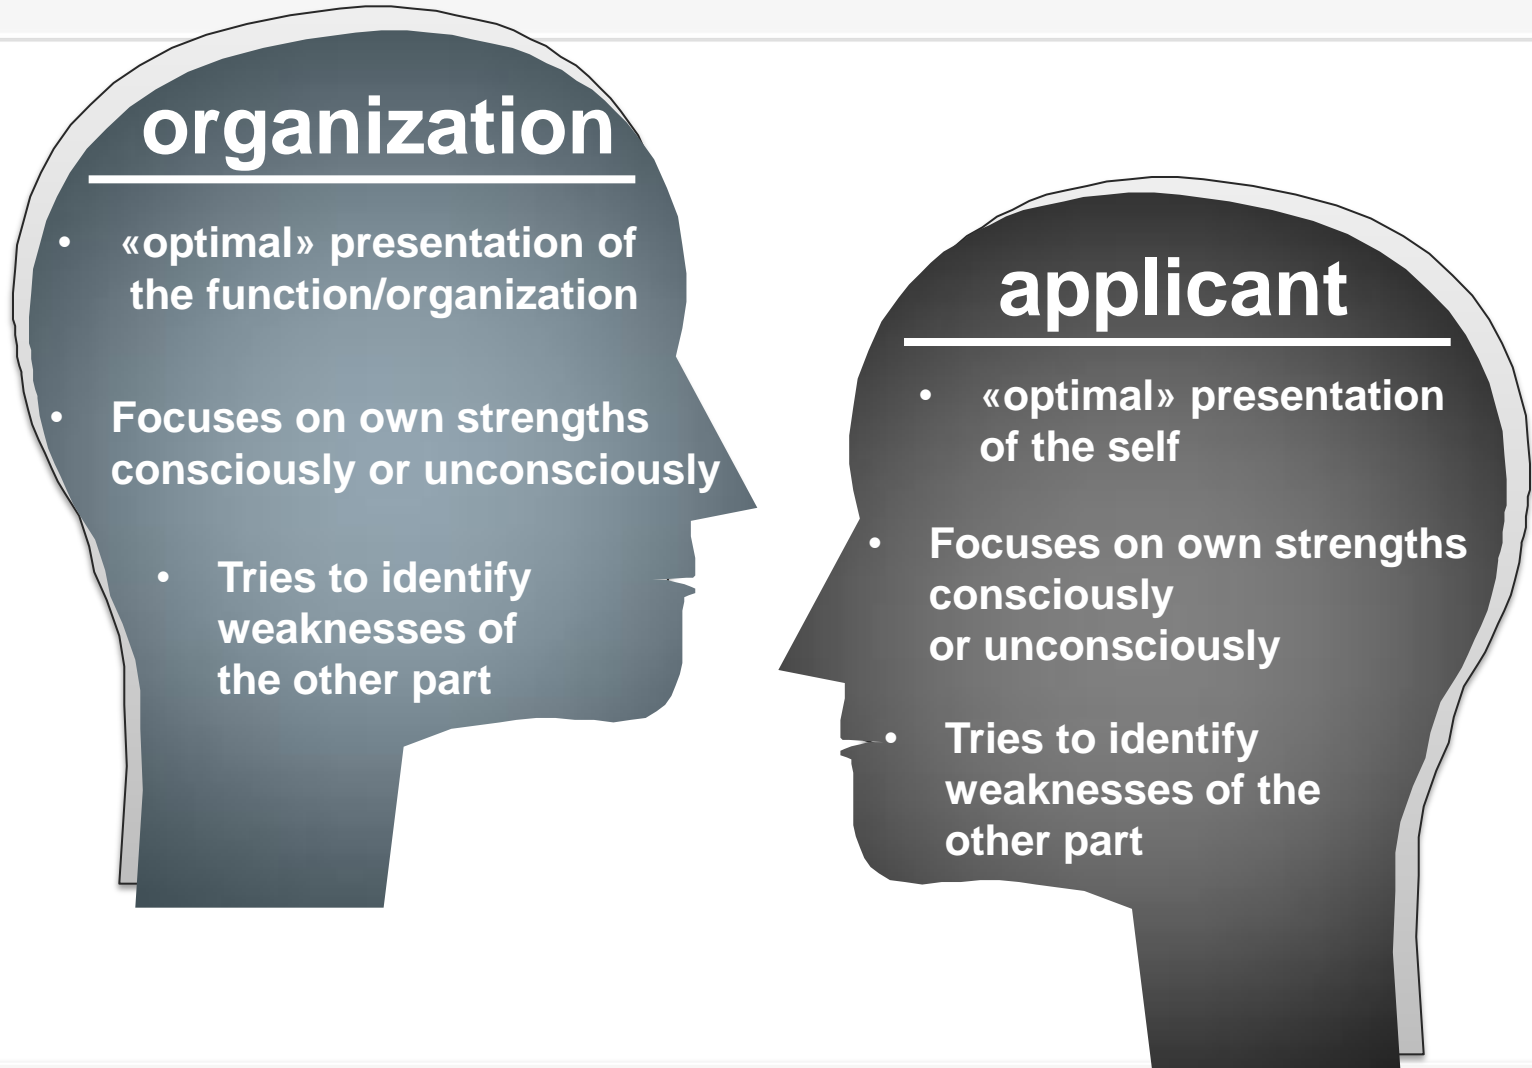 organization
• «optimal» presentation of
the function/organization
• Focuses on own strengths
consciously or unconsciously
• Tries to identify
weaknesses of
the other part
applicant
• «optimal» presentation
of the self
• Focuses on own strengths
consciously
or unconsciously
• Tries to identify
weaknesses of the
other part